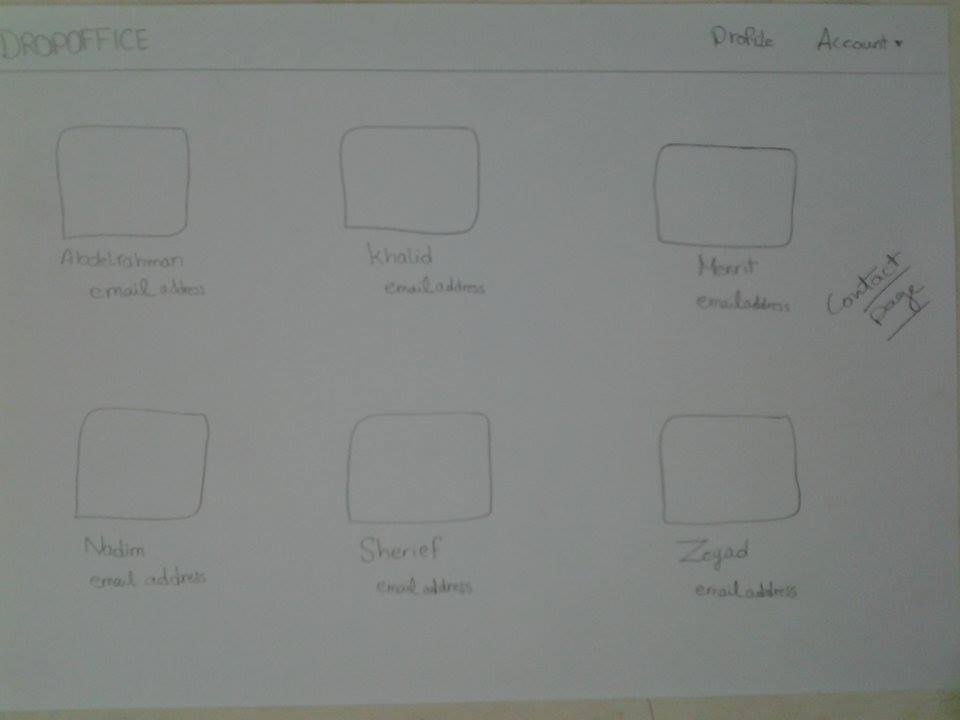 DROPOFFICE Profile Account
Abdelrahman Khalid Merrit
email address email address email address
Contact
page
Nadim Sherief Zeyad
email address email address email address